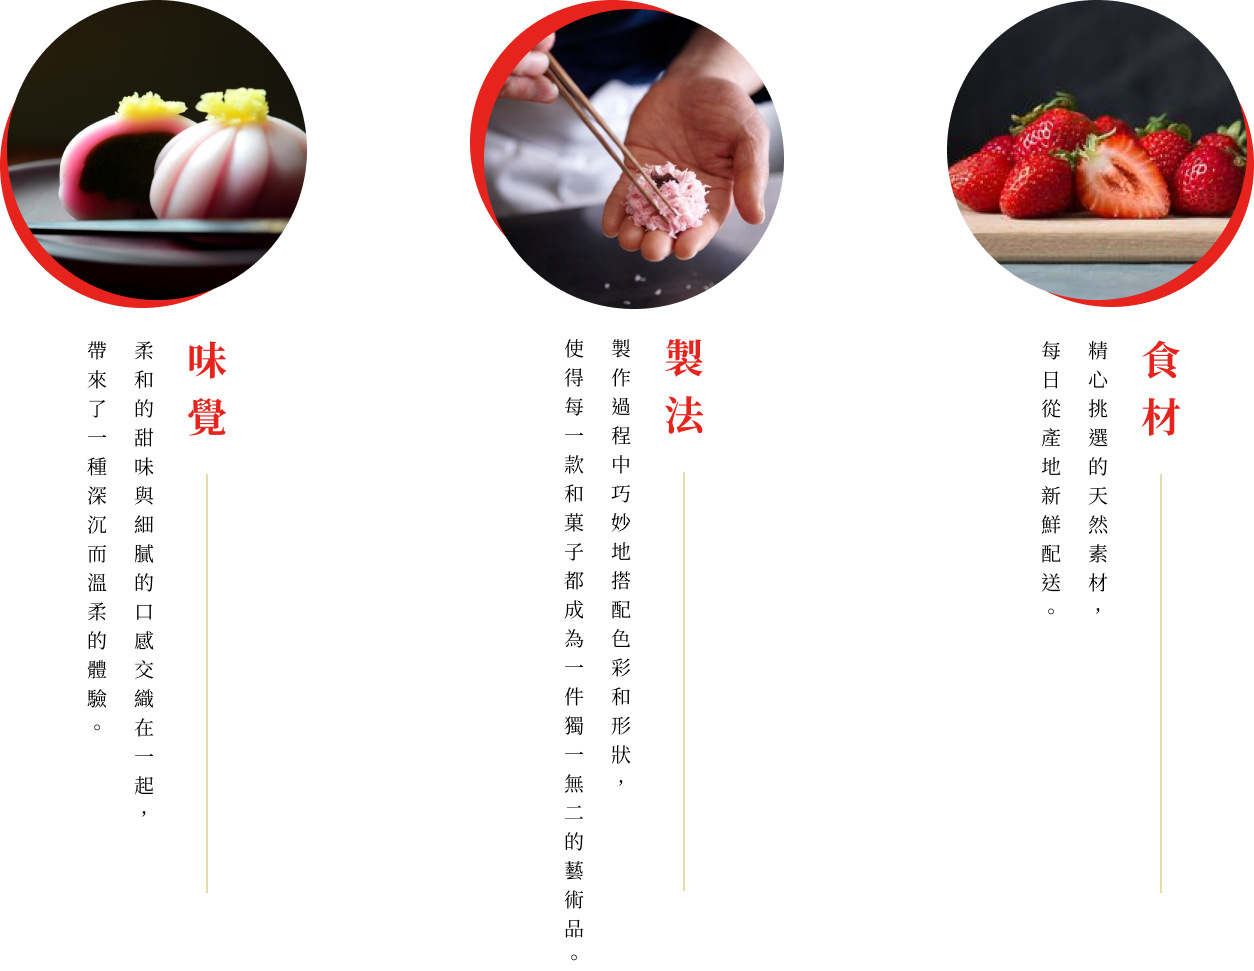 食材
精心挑選的天然素材，
每日從產地新鮮配送。
製法
製作過程中巧妙地搭配色彩和形狀，
使得每一款和菓子都成為一件獨一無二的藝術品。
味覺
柔和的甜味與細膩的口感交織在一起，
帶來了一種深沉而溫柔的體驗。